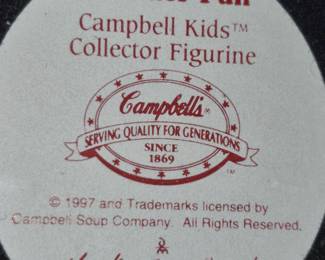 Campbell Kids™
Collector Figurine
Campbell's®
SERVING QUALITY FOR GENERATIONS
SINCE
1869
TM
© 1997 and Trademarks licensed by
Campbell Soup Company. All Rights Reserved.